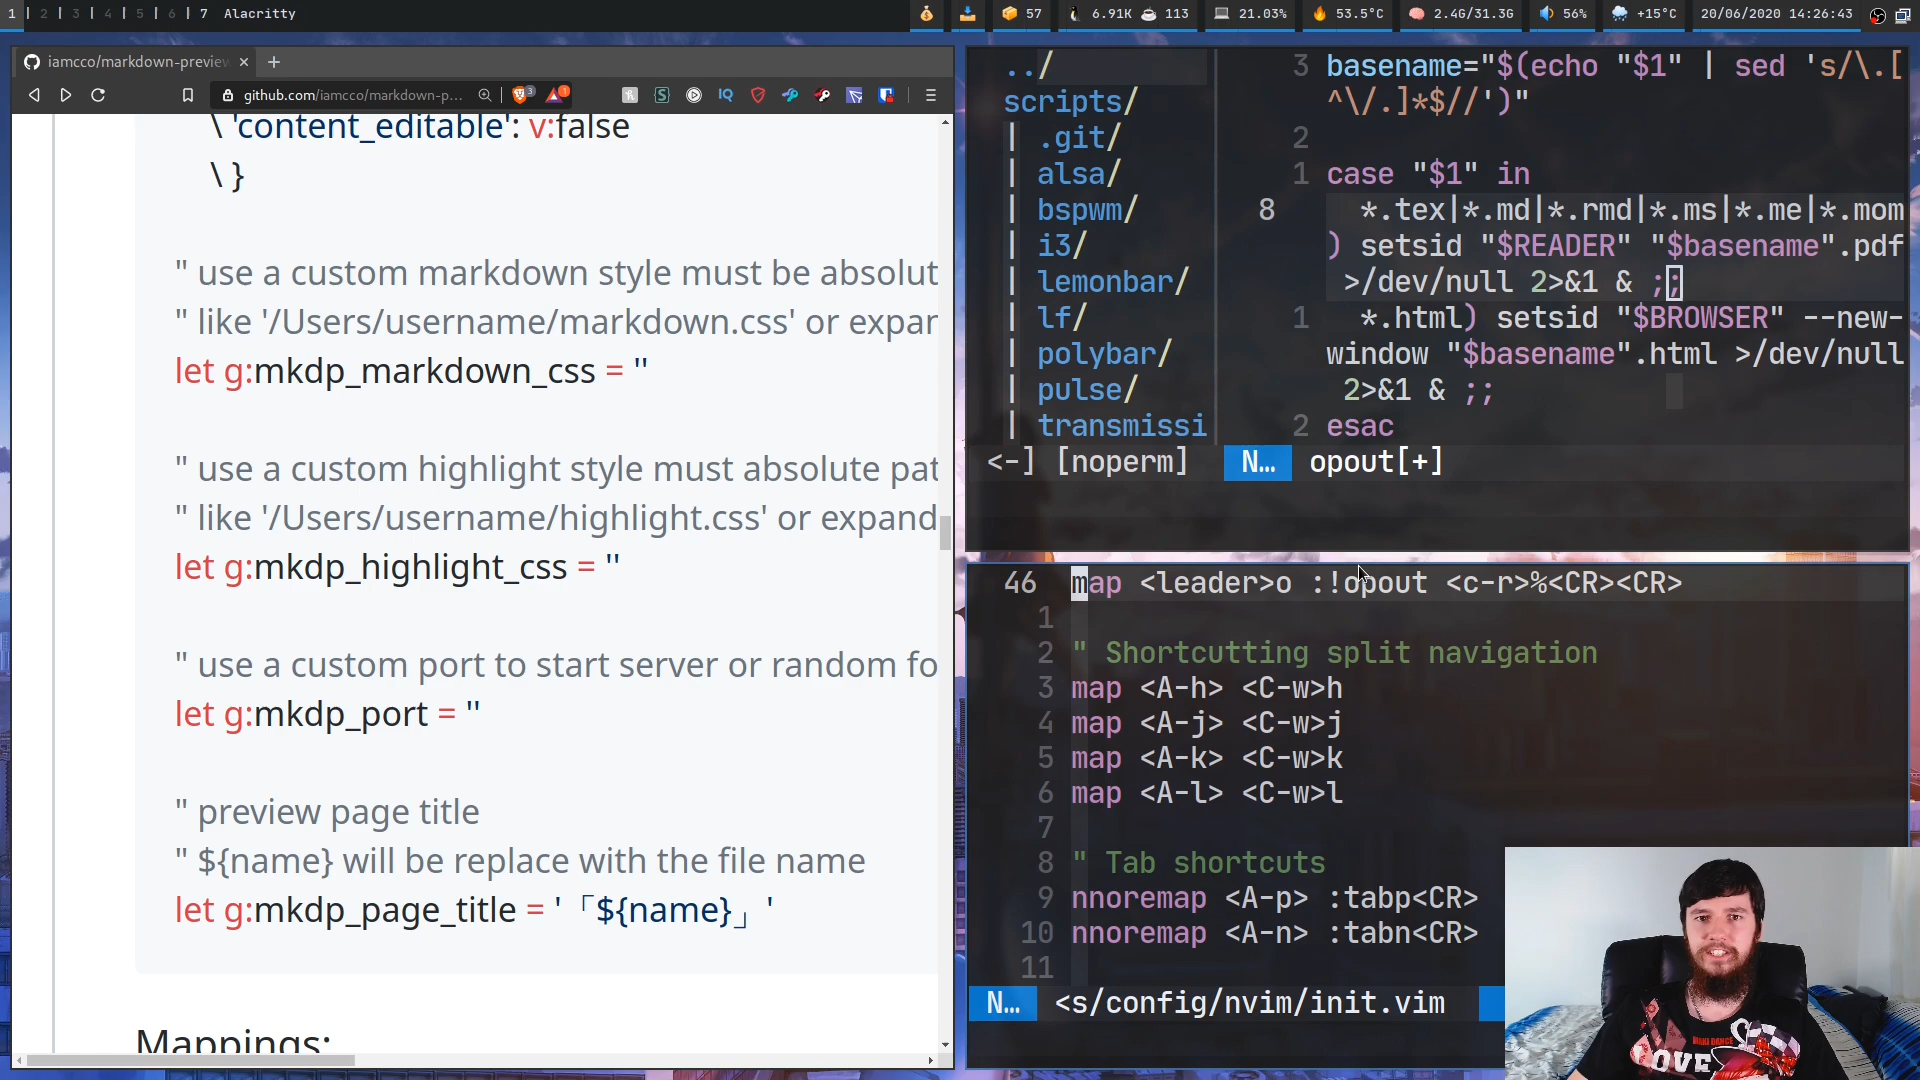 1 | 2 | 3 | 4 | 5 | 6 | 7 Alacritty
57 6.91K 113 21.03% 53.5°C 2.4G/31.3G 56% +15°C 20/06/2020 14:26:43
iamcco/markdown-preview
github.com/iamcco/markdown-p... 3 1
\ 'content_editable': v:false
\ }
" use a custom markdown style must be absolut
" like '/Users/username/markdown.css' or expan
let g:mkdp_markdown_css = ''
" use a custom highlight style must absolute pat
" like '/Users/username/highlight.css' or expand
let g:mkdp_highlight_css = ''
" use a custom port to start server or random fo
let g:mkdp_port = ''
" preview page title
" ${name} will be replace with the file name
let g:mkdp_page_title = '「${name}」'
Mappings:
../
scripts/
| .git/
| alsa/
| bspwm/
| i3/
| lemonbar/
| lf/
| polybar/
| pulse/
| transmissi
<-] [noperm]
3 basename="$(echo "$1" | sed 's/\.[
^\/.]*$//')"
2
1 case "$1" in
8 *.tex|*.md|*.rmd|*.ms|*.me|*.mom
) setsid "$READER" "$basename".pdf
>/dev/null 2>&1 & ;;
1 *.html) setsid "$BROWSER" --new-
window "$basename".html >/dev/null
2>&1 & ;;
2 esac
N… opout[+]
46 map <leader>o :!opout <c-r>%<CR><CR>
1
2 " Shortcutting split navigation
3 map <A-h> <C-w>h
4 map <A-j> <C-w>j
5 map <A-k> <C-w>k
6 map <A-l> <C-w>l
7
8 " Tab shortcuts
9 nnoremap <A-p> :tabp<CR>
10 nnoremap <A-n> :tabn<CR>
11
N… <s/config/nvim/init.vim